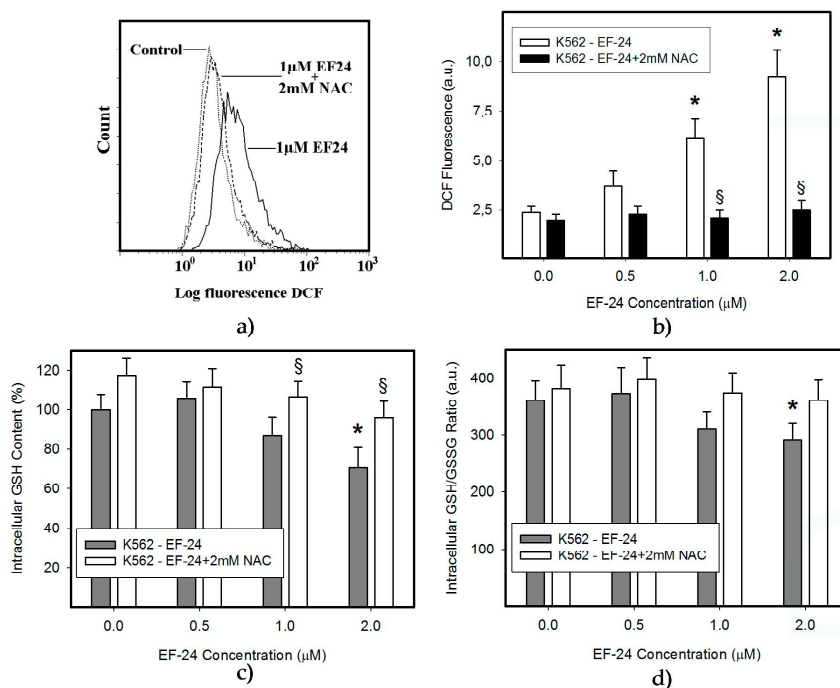 Control
1μM EF24
+
2mM NAC
1μM EF24
Count
10⁰ 10¹ 10² 10³
Log fluorescence DCF
a)
K562 - EF-24
K562 - EF-24+2mM NAC
*
*
§
§
10,0
7,5
5,0
2,5
DCF Fluorescence (a.u.)
0.0 0.5 1.0 2.0
EF-24 Concentration (μM)
b)
120
100
80
60
40
20
Intracellular GSH Content (%)
§
*
§
K562 - EF-24
K562 - EF-24+2mM NAC
0.0 0.5 1.0 2.0
EF-24 Concentration (μM)
c)
400
300
200
100
Intracellular GSH/GSSG Ratio (a.u.)
*
K562 - EF-24
K562 - EF-24+2mM NAC
0.0 0.5 1.0 2.0
EF-24 Concentration (μM)
d)